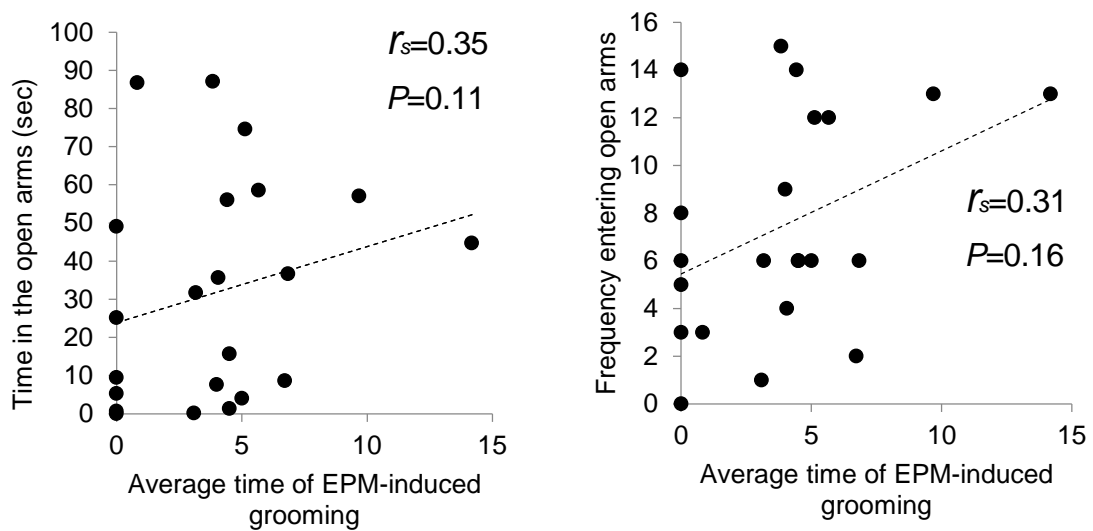 Time in the open arms (sec)
100
90
80
70
60
50
40
30
20
10
0
0
5
10
15
rs=0.35
P=0.11
Average time of EPM-induced
grooming
Frequency entering open arms
16
14
12
10
8
6
4
2
0
0
5
10
15
rs=0.31
P=0.16
Average time of EPM-induced
grooming